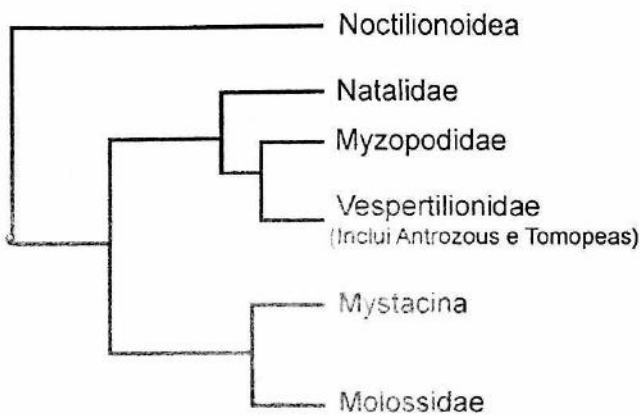 Noctilionoidea
Natalidae
Myzopodidae
Vespertilionidae
(Inclui Antrozous e Tomopeas)
Mystacina
Molossidae